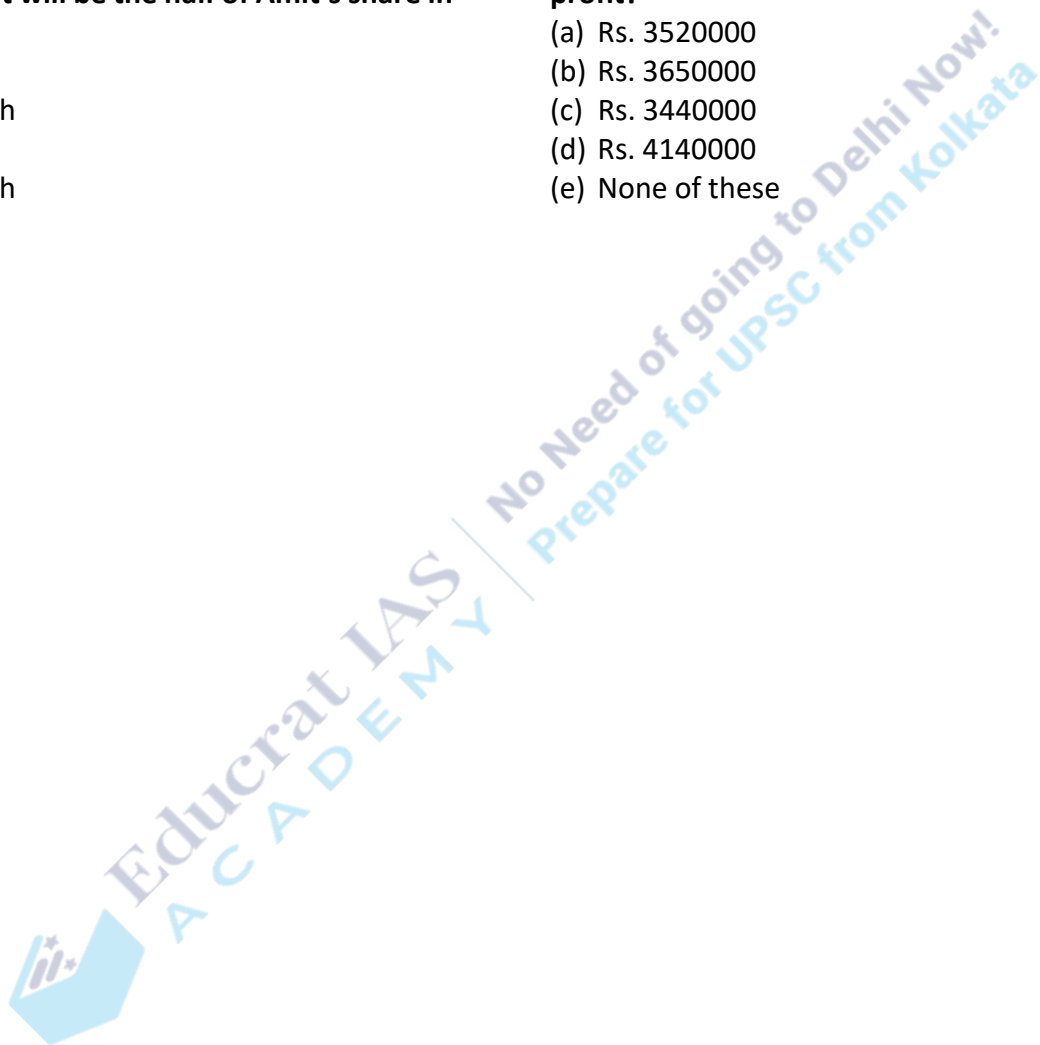 t will be the half of Amit's share in
h
h
profit?
(a) Rs. 3520000
(b) Rs. 3650000
(c) Rs. 3440000
(d) Rs. 4140000
(e) None of these
Educrat IAS
ACADEMY
No Need of going to Delhi Now!
Prepare for UPSC from Kolkata